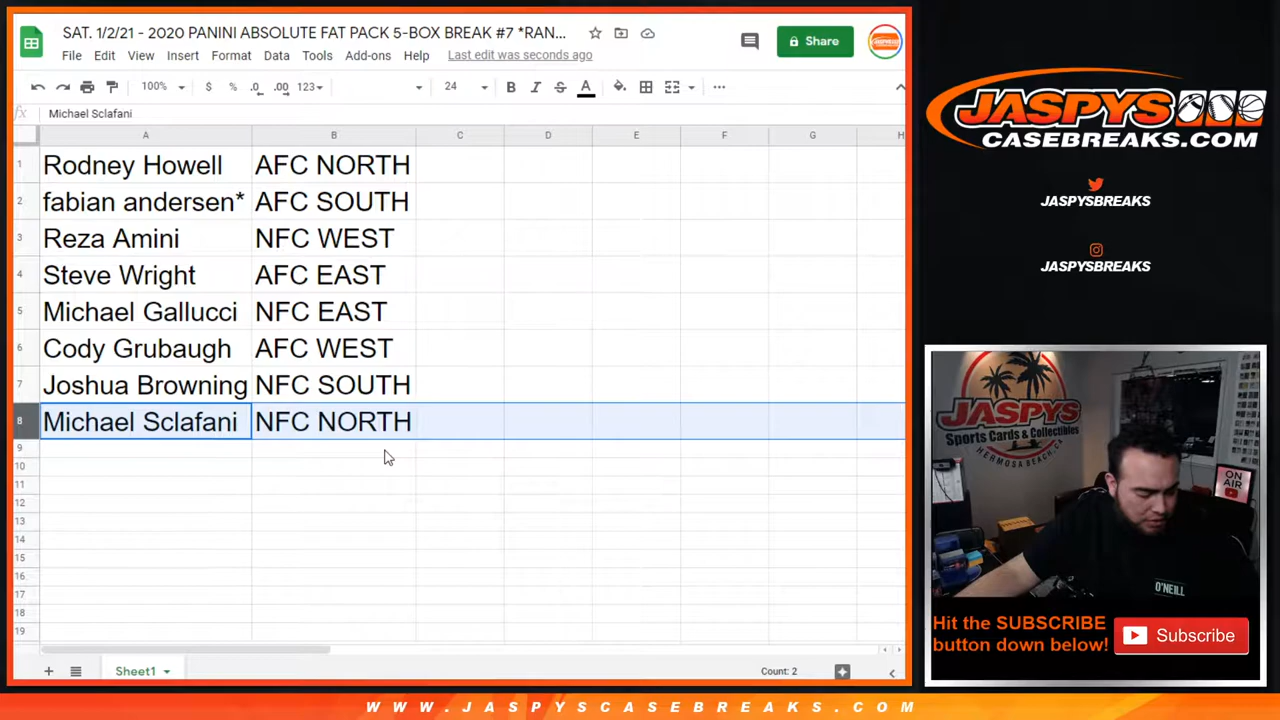 SAT. 1/2/21 - 2020 PANINI ABSOLUTE FAT PACK 5-BOX BREAK #7 *RAN...
File Edit View Insert Format Data Tools Add-ons Help Last edit was seconds ago
Share
100% $ % .0 .00 123 24 B I S A
fx Michael Sclafani
A B C D E F G H
1 Rodney Howell AFC NORTH
2 fabian andersen* AFC SOUTH
3 Reza Amini NFC WEST
4 Steve Wright AFC EAST
5 Michael Gallucci NFC EAST
6 Cody Grubaugh AFC WEST
7 Joshua Browning NFC SOUTH
8 Michael Sclafani NFC NORTH
9
10
11
12
13
14
15
16
17
18
19
Sheet1
Count: 2
JASPYS
CASEBREAKS.COM
JASPYSBREAKS
JASPYSBREAKS
JASPYS
Sports Cards & Collectibles
HERMOSA BEACH, CA
ON AIR
O'NEILL
Hit the SUBSCRIBE
button down below!
Subscribe
WWW.JASPYSCASEBREAKS.COM